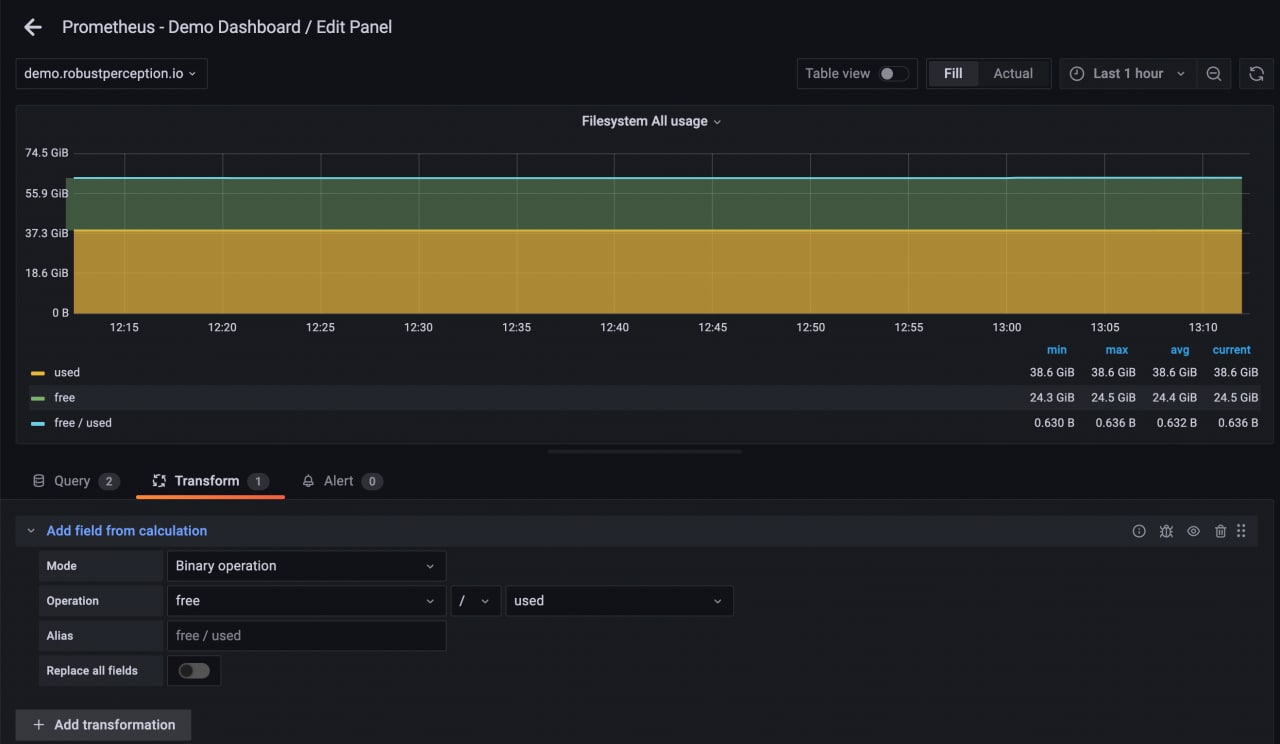 Prometheus - Demo Dashboard / Edit Panel
demo.robustperception.io
Table view Fill Actual Last 1 hour
Filesystem All usage
74.5 GiB
55.9 GiB
37.3 GiB
18.6 GiB
0 B
12:15 12:20 12:25 12:30 12:35 12:40 12:45 12:50 12:55 13:00 13:05 13:10
min max avg current
used 38.6 GiB 38.6 GiB 38.6 GiB 38.6 GiB
free 24.3 GiB 24.5 GiB 24.4 GiB 24.5 GiB
free / used 0.630 B 0.636 B 0.632 B 0.636 B
Query 2 Transform 1 Alert 0
Add field from calculation
Mode Binary operation
Operation free / used
Alias free / used
Replace all fields
+ Add transformation